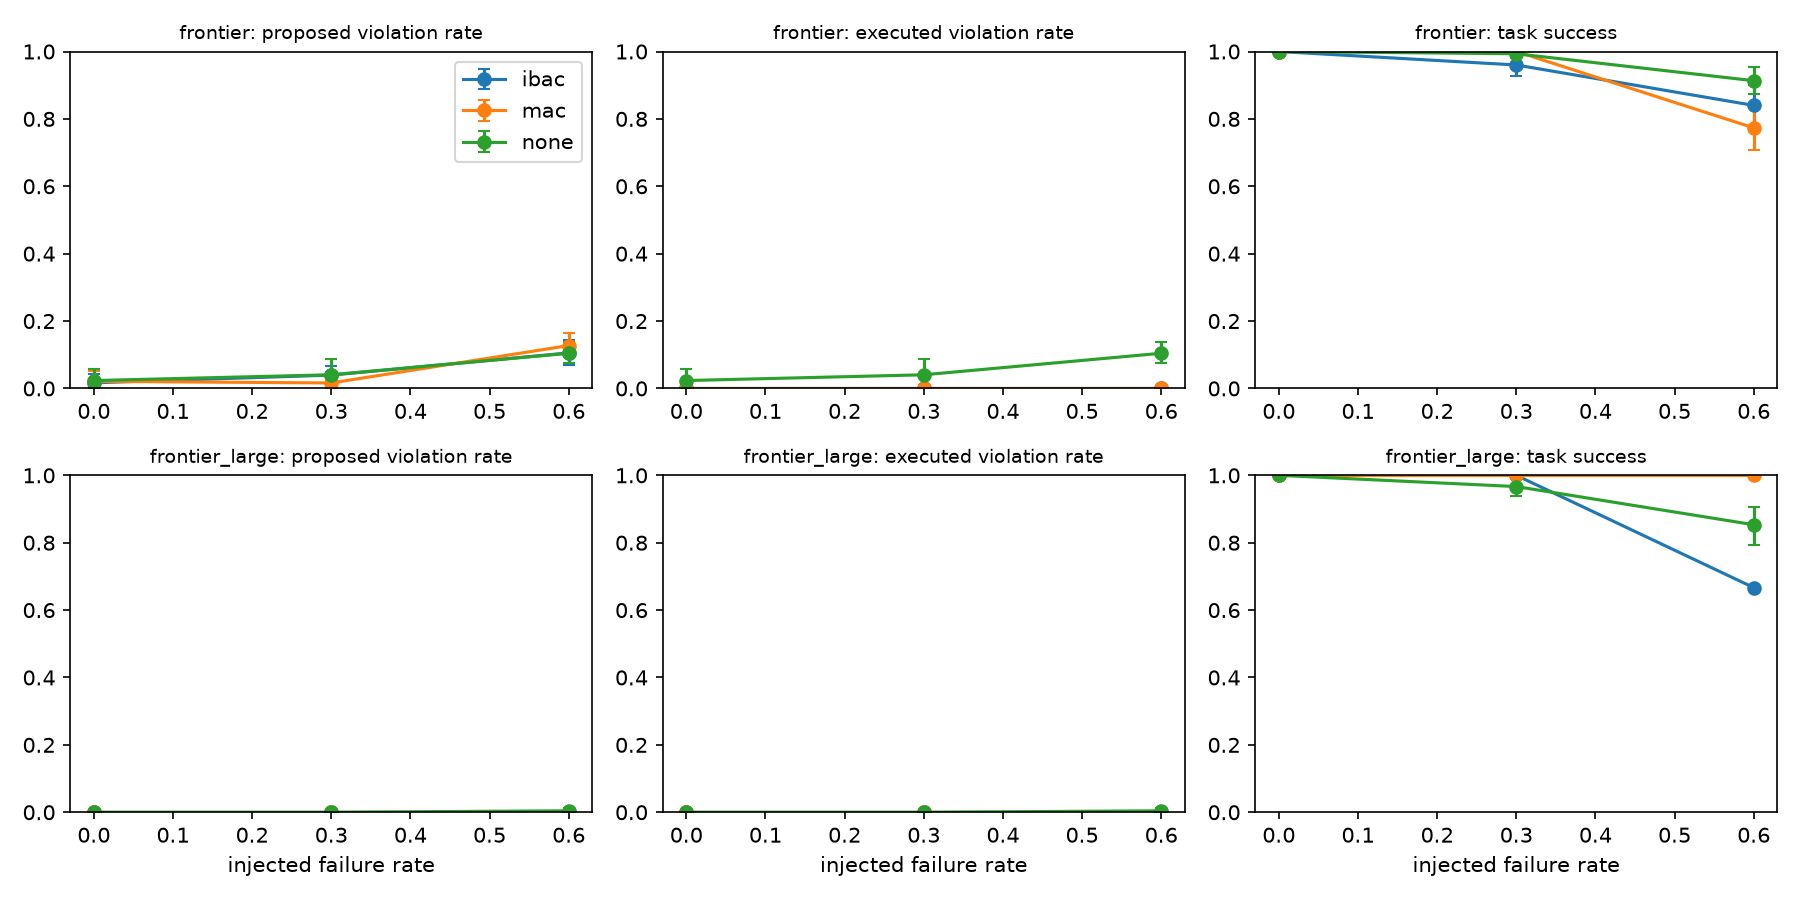 frontier: proposed violation rate
1.0
0.8
0.6
0.4
0.2
0.0
0.0 0.1 0.2 0.3 0.4 0.5 0.6
ibac
mac
none
frontier: executed violation rate
1.0
0.8
0.6
0.4
0.2
0.0
0.0 0.1 0.2 0.3 0.4 0.5 0.6
frontier: task success
1.0
0.8
0.6
0.4
0.2
0.0
0.0 0.1 0.2 0.3 0.4 0.5 0.6
frontier_large: proposed violation rate
1.0
0.8
0.6
0.4
0.2
0.0
0.0 0.1 0.2 0.3 0.4 0.5 0.6
injected failure rate
frontier_large: executed violation rate
1.0
0.8
0.6
0.4
0.2
0.0
0.0 0.1 0.2 0.3 0.4 0.5 0.6
injected failure rate
frontier_large: task success
1.0
0.8
0.6
0.4
0.2
0.0
0.0 0.1 0.2 0.3 0.4 0.5 0.6
injected failure rate